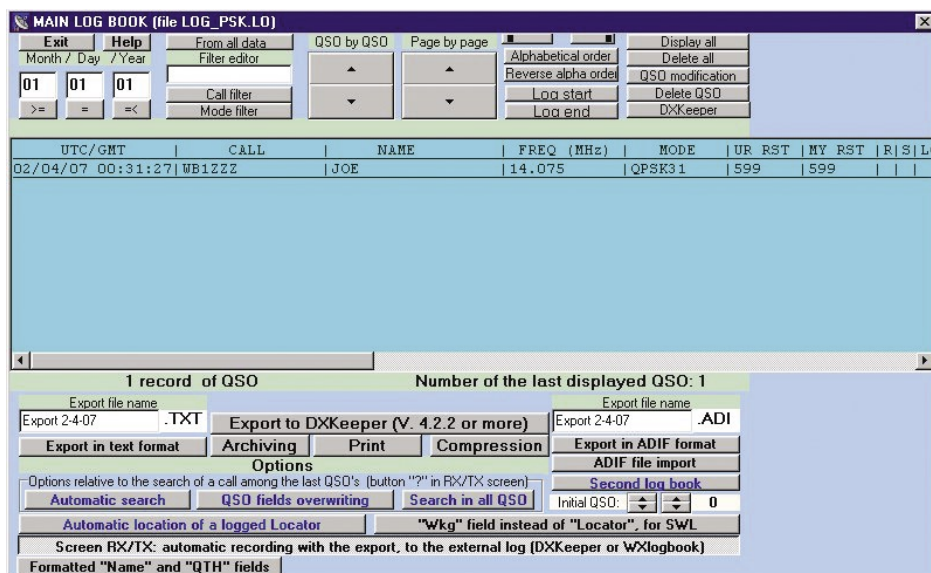 MAIN LOG BOOK (file LOG_PSK.LO)
Exit Help From all data QSO by QSO Page by page Display all
Month / Day / Year Filter editor Alphabetical order Delete all
01 01 01 Reverse alpha order QSO modification
Call filter Log start Delete QSO
>= = =< Mode filter Log end DXKeeper
UTC/GMT | CALL | NAME | FREQ (MHz) | MODE |UR RST |MY RST |R|S|L
02/04/07 00:31:27|WB1ZZZ |JOE |14.075 |QPSK31 |599 |599 | | |
1 record of QSO Number of the last displayed QSO: 1
Export file name Export file name
Export 2-4-07 .TXT Export to DXKeeper (V. 4.2.2 or more) Export 2-4-07 .ADI
Export in text format Archiving Print Compression Export in ADIF format
Options ADIF file import
Options relative to the search of a call among the last QSO's (button "?" in RX/TX screen) Second log book
Automatic search QSO fields overwriting Search in all QSO Initial QSO: 0
Automatic location of a logged Locator "Wkg" field instead of "Locator", for SWL
Screen RX/TX: automatic recording with the export, to the external log (DXKeeper or WXlogbook)
Formatted "Name" and "QTH" fields